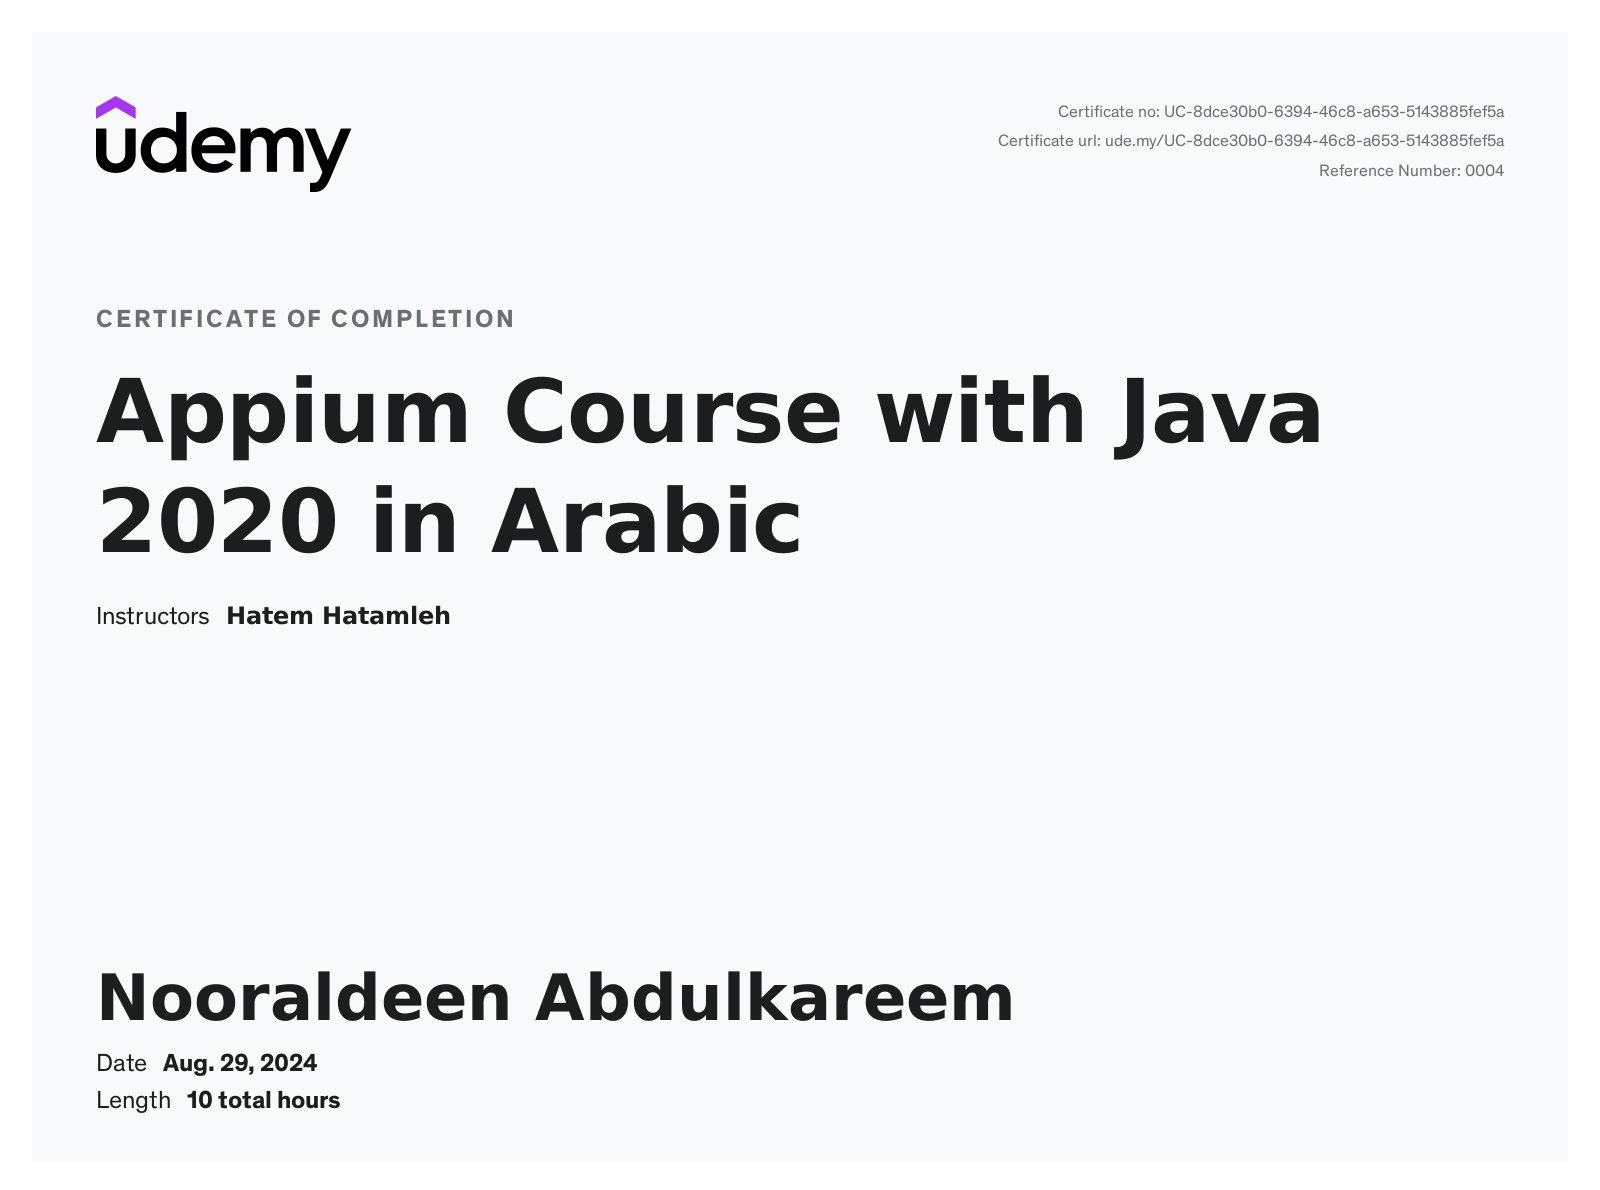 udemy
Certificate no: UC-8dce30b0-6394-46c8-a653-5143885fef5a
Certificate url: ude.my/UC-8dce30b0-6394-46c8-a653-5143885fef5a
Reference Number: 0004
CERTIFICATE OF COMPLETION
Appium Course with Java
2020 in Arabic
Instructors Hatem Hatamleh
Nooraldeen Abdulkareem
Date Aug. 29, 2024
Length 10 total hours